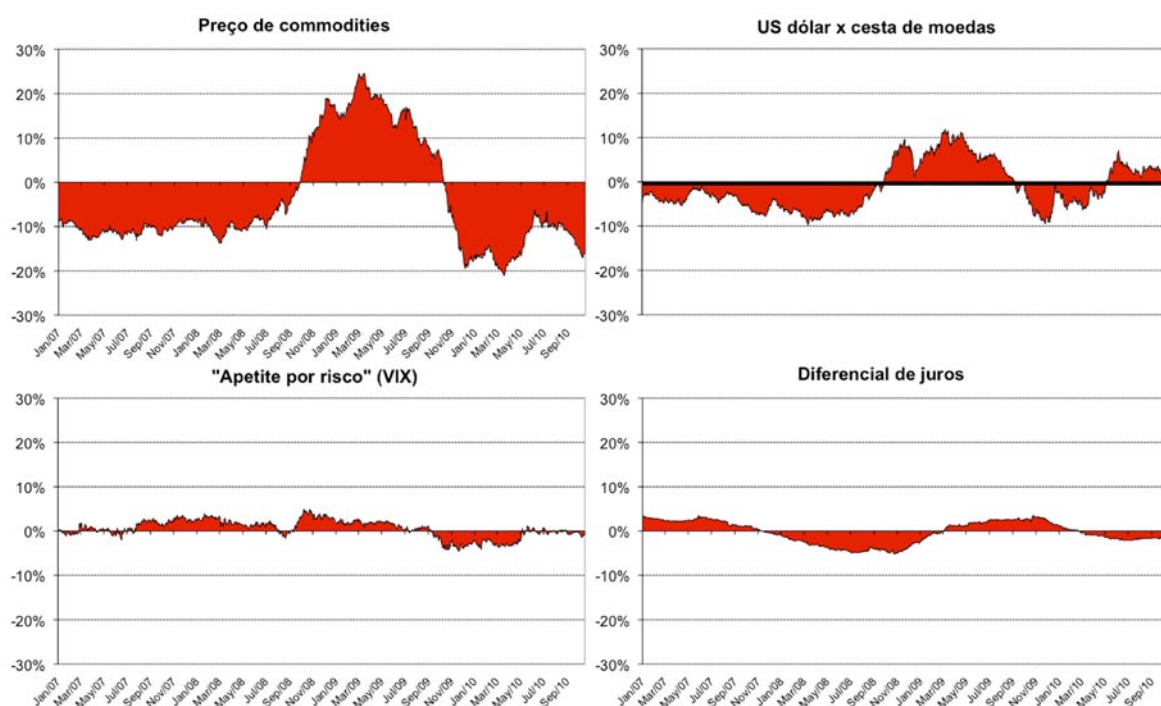 Preço de commodities
30%
20%
10%
0%
-10%
-20%
-30%
Jan/07
Mar/07
May/07
Jul/07
Sep/07
Nov/07
Jan/08
Mar/08
May/08
Jul/08
Sep/08
Nov/08
Jan/09
Mar/09
May/09
Jul/09
Sep/09
Nov/09
Jan/10
Mar/10
May/10
Jul/10
Sep/10
US dólar x cesta de moedas
30%
20%
10%
0%
-10%
-20%
-30%
"Apetite por risco" (VIX)
30%
20%
10%
0%
-10%
-20%
-30%
Jan/07
Mar/07
May/07
Jul/07
Sep/07
Nov/07
Jan/08
Mar/08
May/08
Jul/08
Sep/08
Nov/08
Jan/09
Mar/09
May/09
Jul/09
Sep/09
Nov/09
Jan/10
Mar/10
May/10
Jul/10
Sep/10
Diferencial de juros
30%
20%
10%
0%
-10%
-20%
-30%
Jan/07
Mar/07
May/07
Jul/07
Sep/07
Nov/07
Jan/08
Mar/08
May/08
Jul/08
Sep/08
Nov/08
Jan/09
Mar/09
May/09
Jul/09
Sep/09
Nov/09
Jan/10
Mar/10
May/10
Jul/10
Sep/10